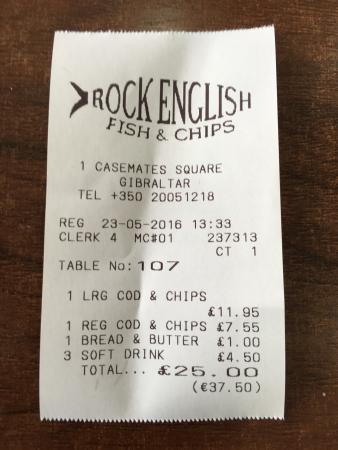 ROCK ENGLISH
FISH & CHIPS
1 CASEMATES SQUARE
GIBRALTAR
TEL +350 20051218
REG 23-05-2016 13:33
CLERK 4 MC#01 237313
CT 1
TABLE No: 107
1 LRG COD & CHIPS
£11.95
1 REG COD & CHIPS £7.55
1 BREAD & BUTTER £1.00
3 SOFT DRINK £4.50
TOTAL... £25.00
(€37.50)